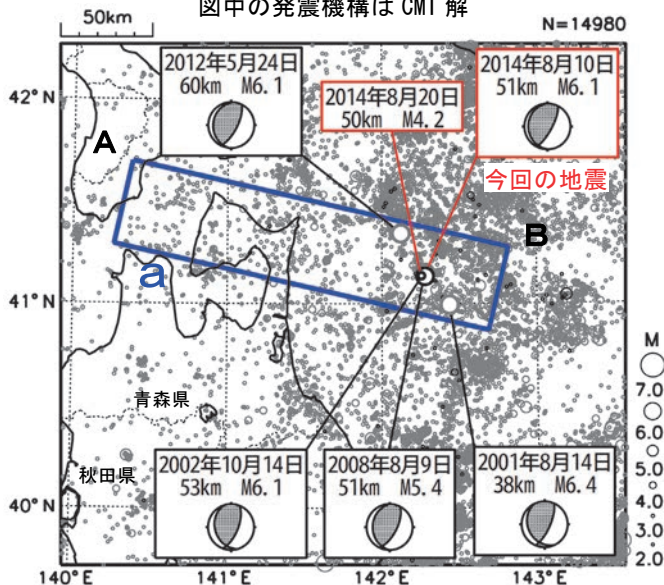 図中の発震機構は CMT 解
50km
N=14980
2012年5月24日
60km M6.1
2014年8月20日
50km M4.2
2014年8月10日
51km M6.1
今回の地震
42°N
A
B
a
41°N
青森県
秋田県
40°N
2002年10月14日
53km M6.1
2008年8月9日
51km M5.4
2001年8月14日
38km M6.4
M
7.0
6.0
5.0
4.0
3.0
2.0
140°E
141°E
142°E
143°E